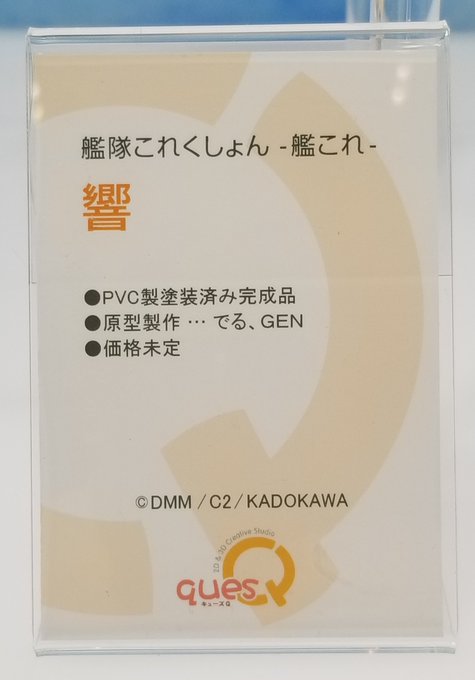 艦隊これくしょん -艦これ-
響
●PVC製塗装済み完成品
●原型製作 … でる、GEN
●価格未定
©DMM / C2 / KADOKAWA
2D & 3D Creative Studio
quesQ
キューズQ